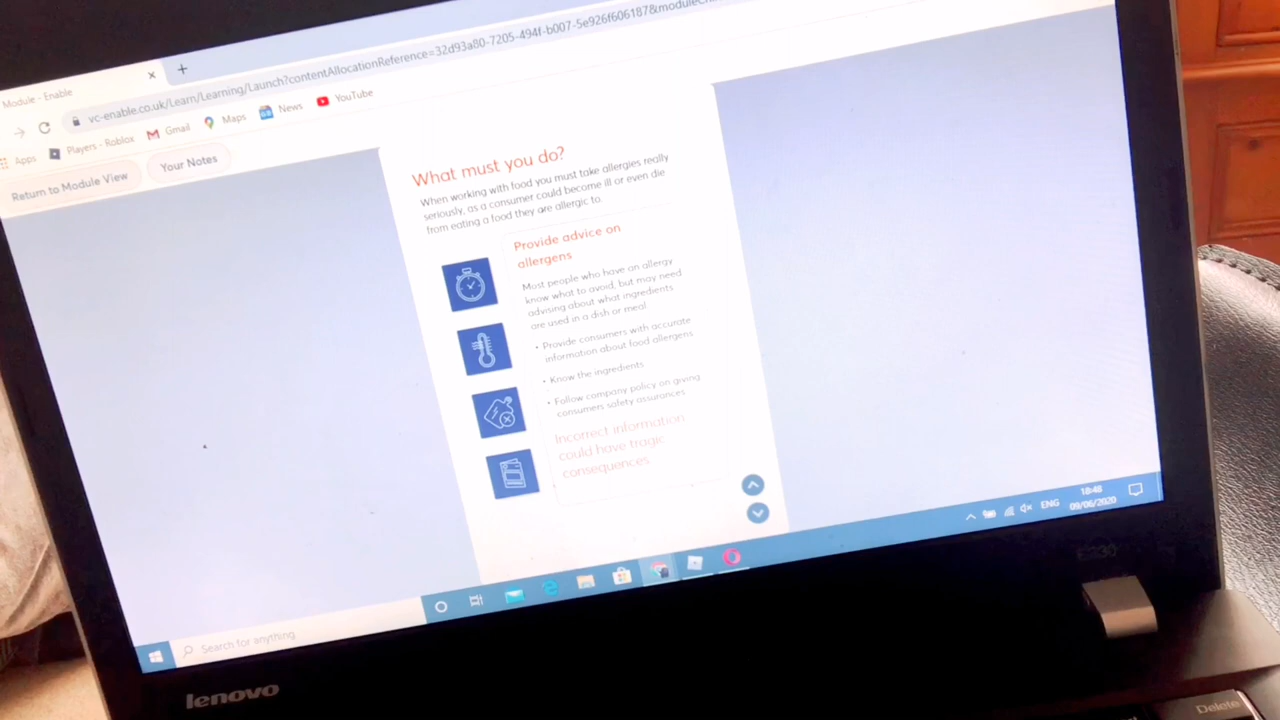 Module - Enable
vc-enable.co.uk/Learn/Learning/Launch?contentAllocationReference=32d93a80-7205-494f-b007-5e926f606187&moduleC
Apps Players - Roblox Gmail Maps News YouTube
Return to Module View Your Notes
What must you do?
When working with food you must take allergies really
seriously, as a consumer could become ill or even die
from eating a food they are allergic to.
Provide advice on
allergens
Most people who have an allergy
know what to avoid, but may need
advising about what ingredients
are used in a dish or meal
• Provide consumers with accurate
information about food allergens
• Know the ingredients
• Follow company policy on giving
consumers safety assurances
Incorrect information
could have tragic
consequences
ENG
18:48
09/06/2020
Search for anything
lenovo
Delete